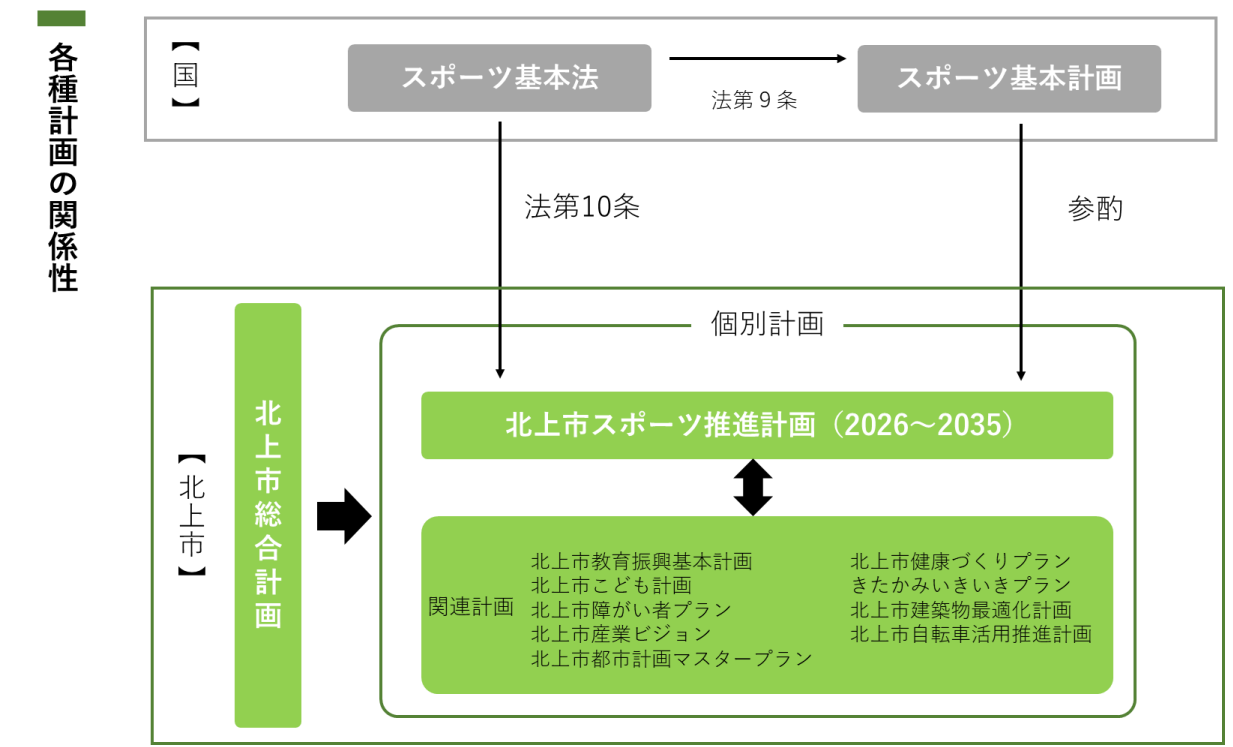 各種計画の関係性
【国】
スポーツ基本法
法第９条
スポーツ基本計画
法第10条
参酌
【北上市】
北上市総合計画
個別計画
北上市スポーツ推進計画（2026～2035）
関連計画
北上市教育振興基本計画
北上市こども計画
北上市障がい者プラン
北上市産業ビジョン
北上市都市計画マスタープラン
北上市健康づくりプラン
きたかみいきいきプラン
北上市建築物最適化計画
北上市自転車活用推進計画